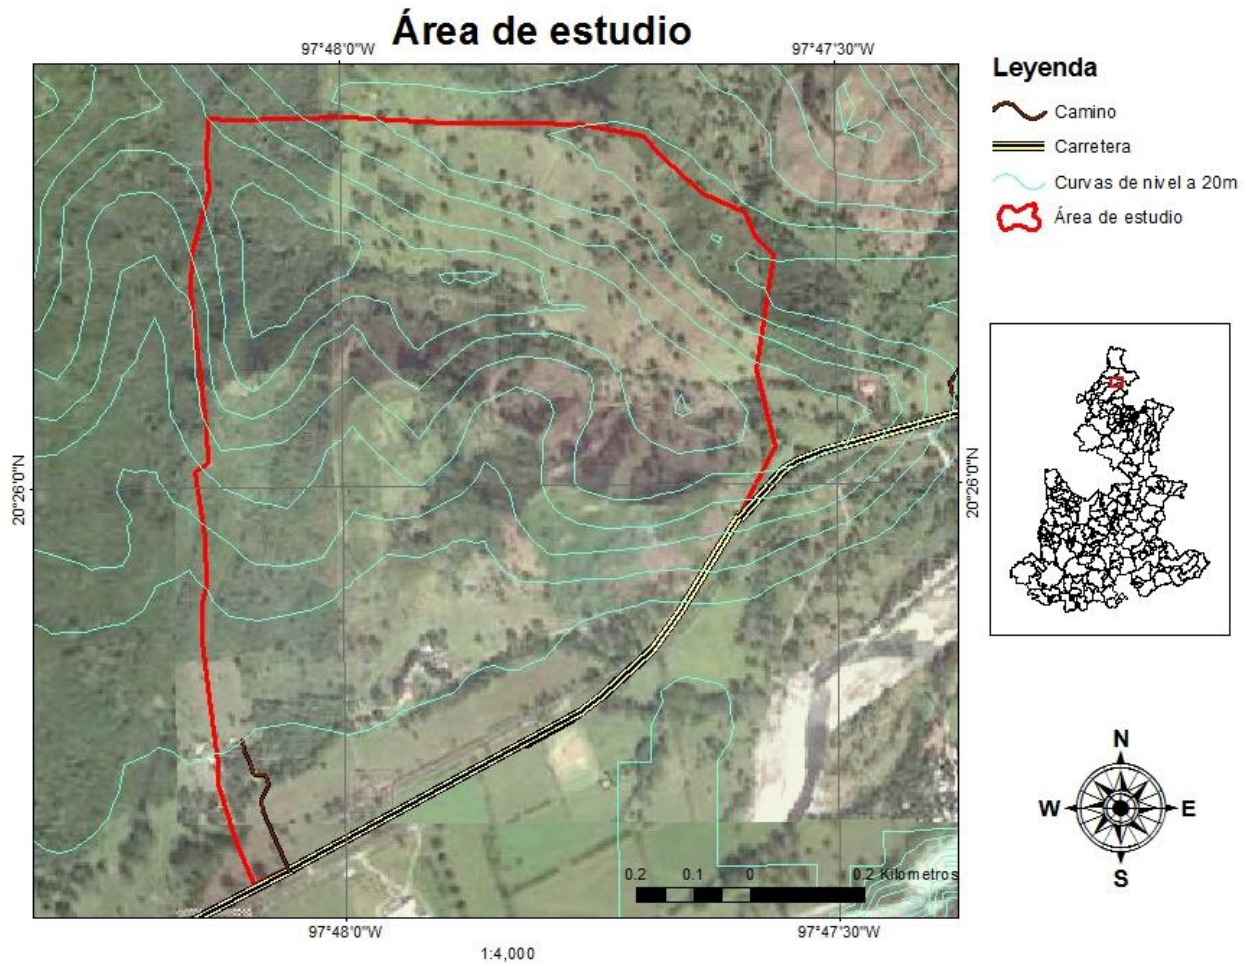 Área de estudio
97°48'0"W
97°47'30"W
Leyenda
Camino
Carretera
Curvas de nivel a 20m
Área de estudio
20°26'0"N
20°26'0"N
N
W
E
S
0.2 0.1 0 0.2 Kilometros
97°48'0"W
97°47'30"W
1:4,000